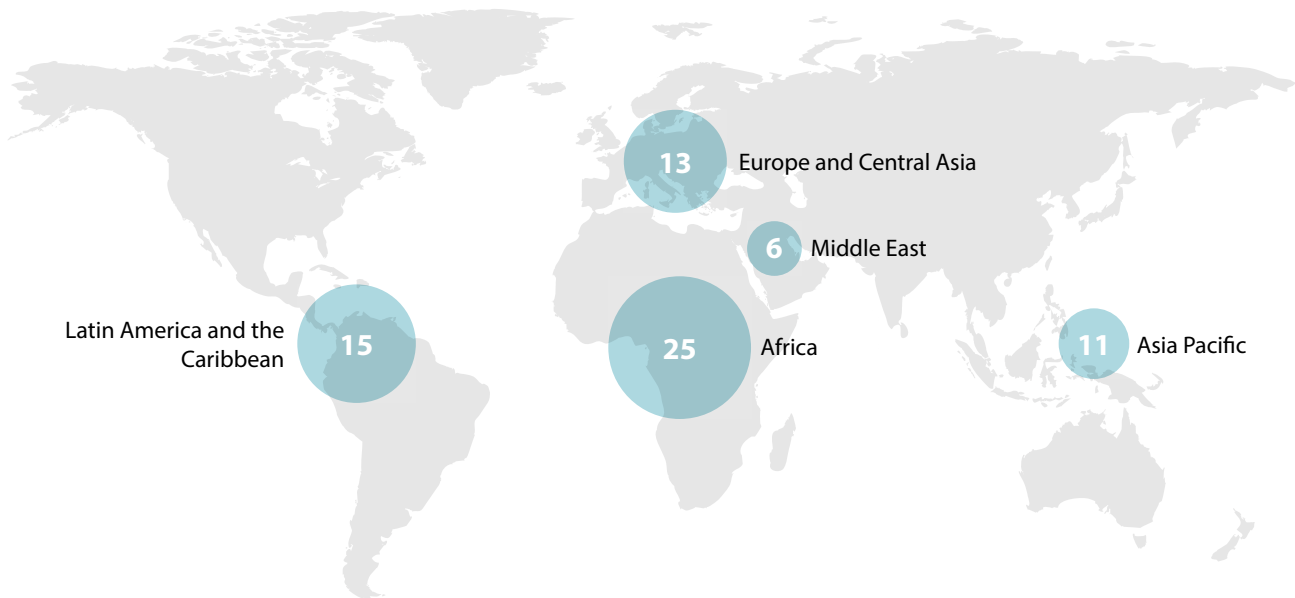 13
Europe and Central Asia
6
Middle East
Latin America and the
Caribbean
15
25
Africa
11
Asia Pacific